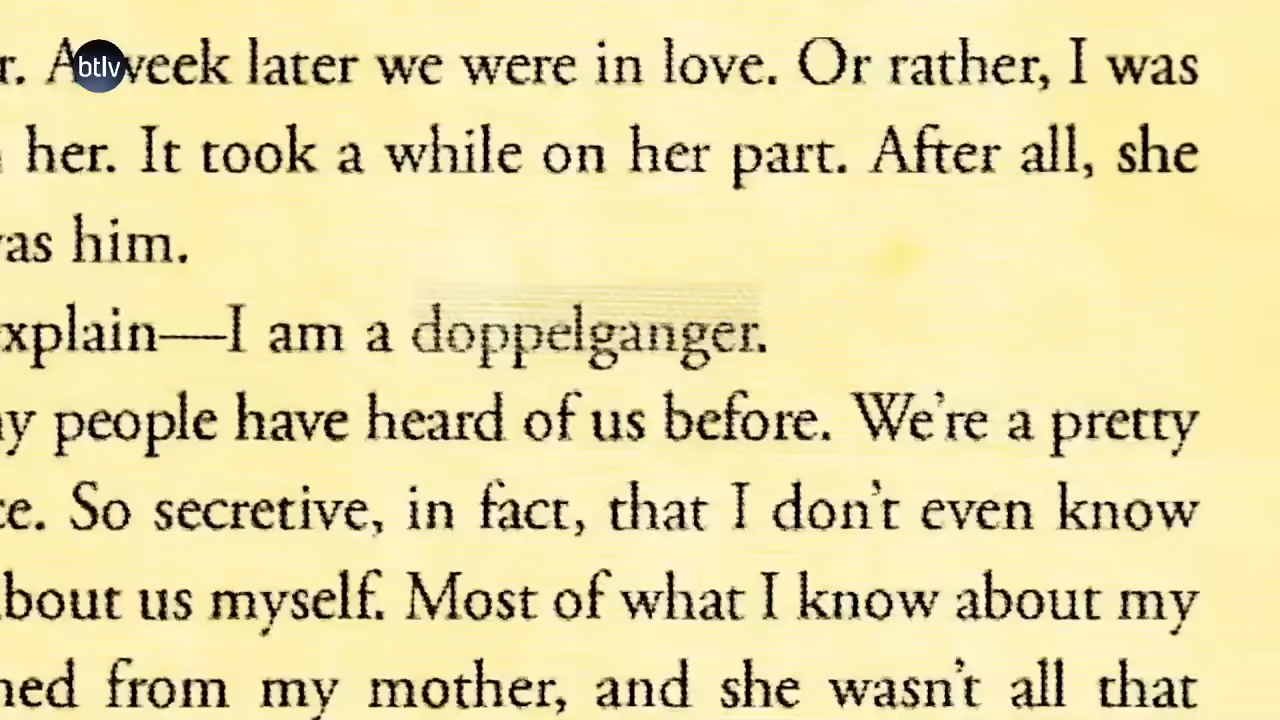 btlv
r. A week later we were in love. Or rather, I was
her. It took a while on her part. After all, she
as him.
xplain—I am a doppelganger.
y people have heard of us before. We're a pretty
ce. So secretive, in fact, that I don't even know
bout us myself. Most of what I know about my
ned from my mother, and she wasn't all that